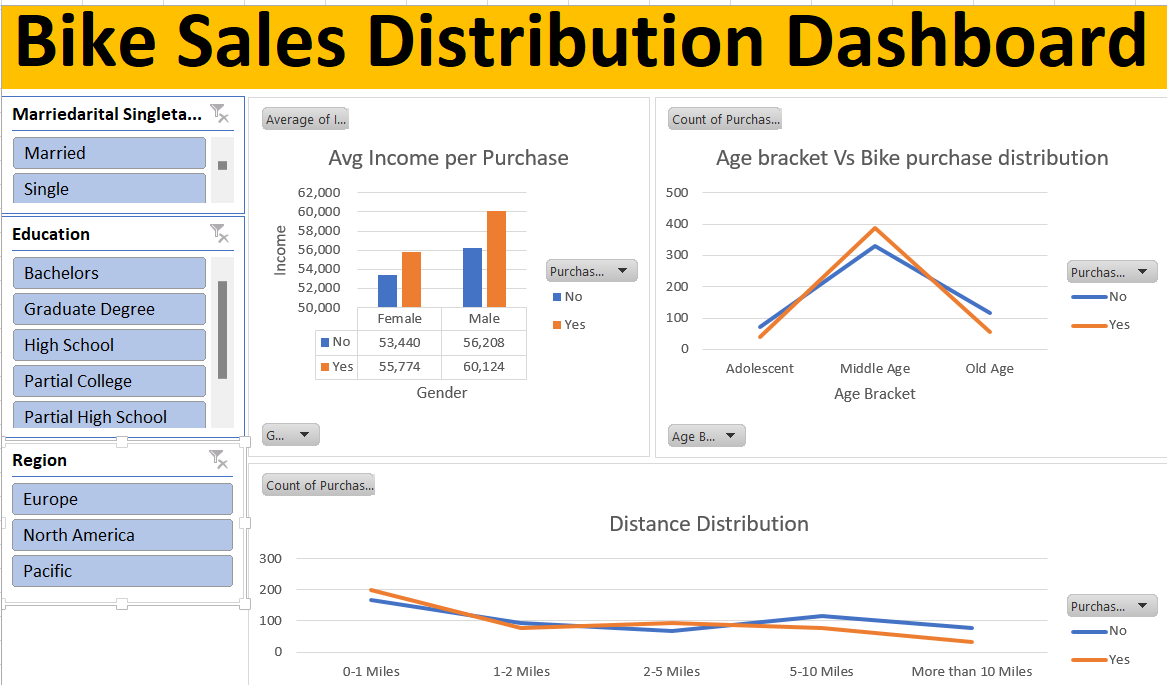 Bike Sales Distribution Dashboard
Marriedarital Singleta...
Married
Single
Education
Bachelors
Graduate Degree
High School
Partial College
Partial High School
Region
Europe
North America
Pacific
Average of I...
Avg Income per Purchase
Income
62,000
60,000
58,000
56,000
54,000
52,000
50,000
Female Male
No 53,440 56,208
Yes 55,774 60,124
Gender
Purchas...
No
Yes
G...
Count of Purchas...
Age bracket Vs Bike purchase distribution
500
400
300
200
100
0
Adolescent Middle Age Old Age
Age Bracket
Purchas...
No
Yes
Age B...
Count of Purchas...
Distance Distribution
300
200
100
0
0-1 Miles 1-2 Miles 2-5 Miles 5-10 Miles More than 10 Miles
Purchas...
No
Yes